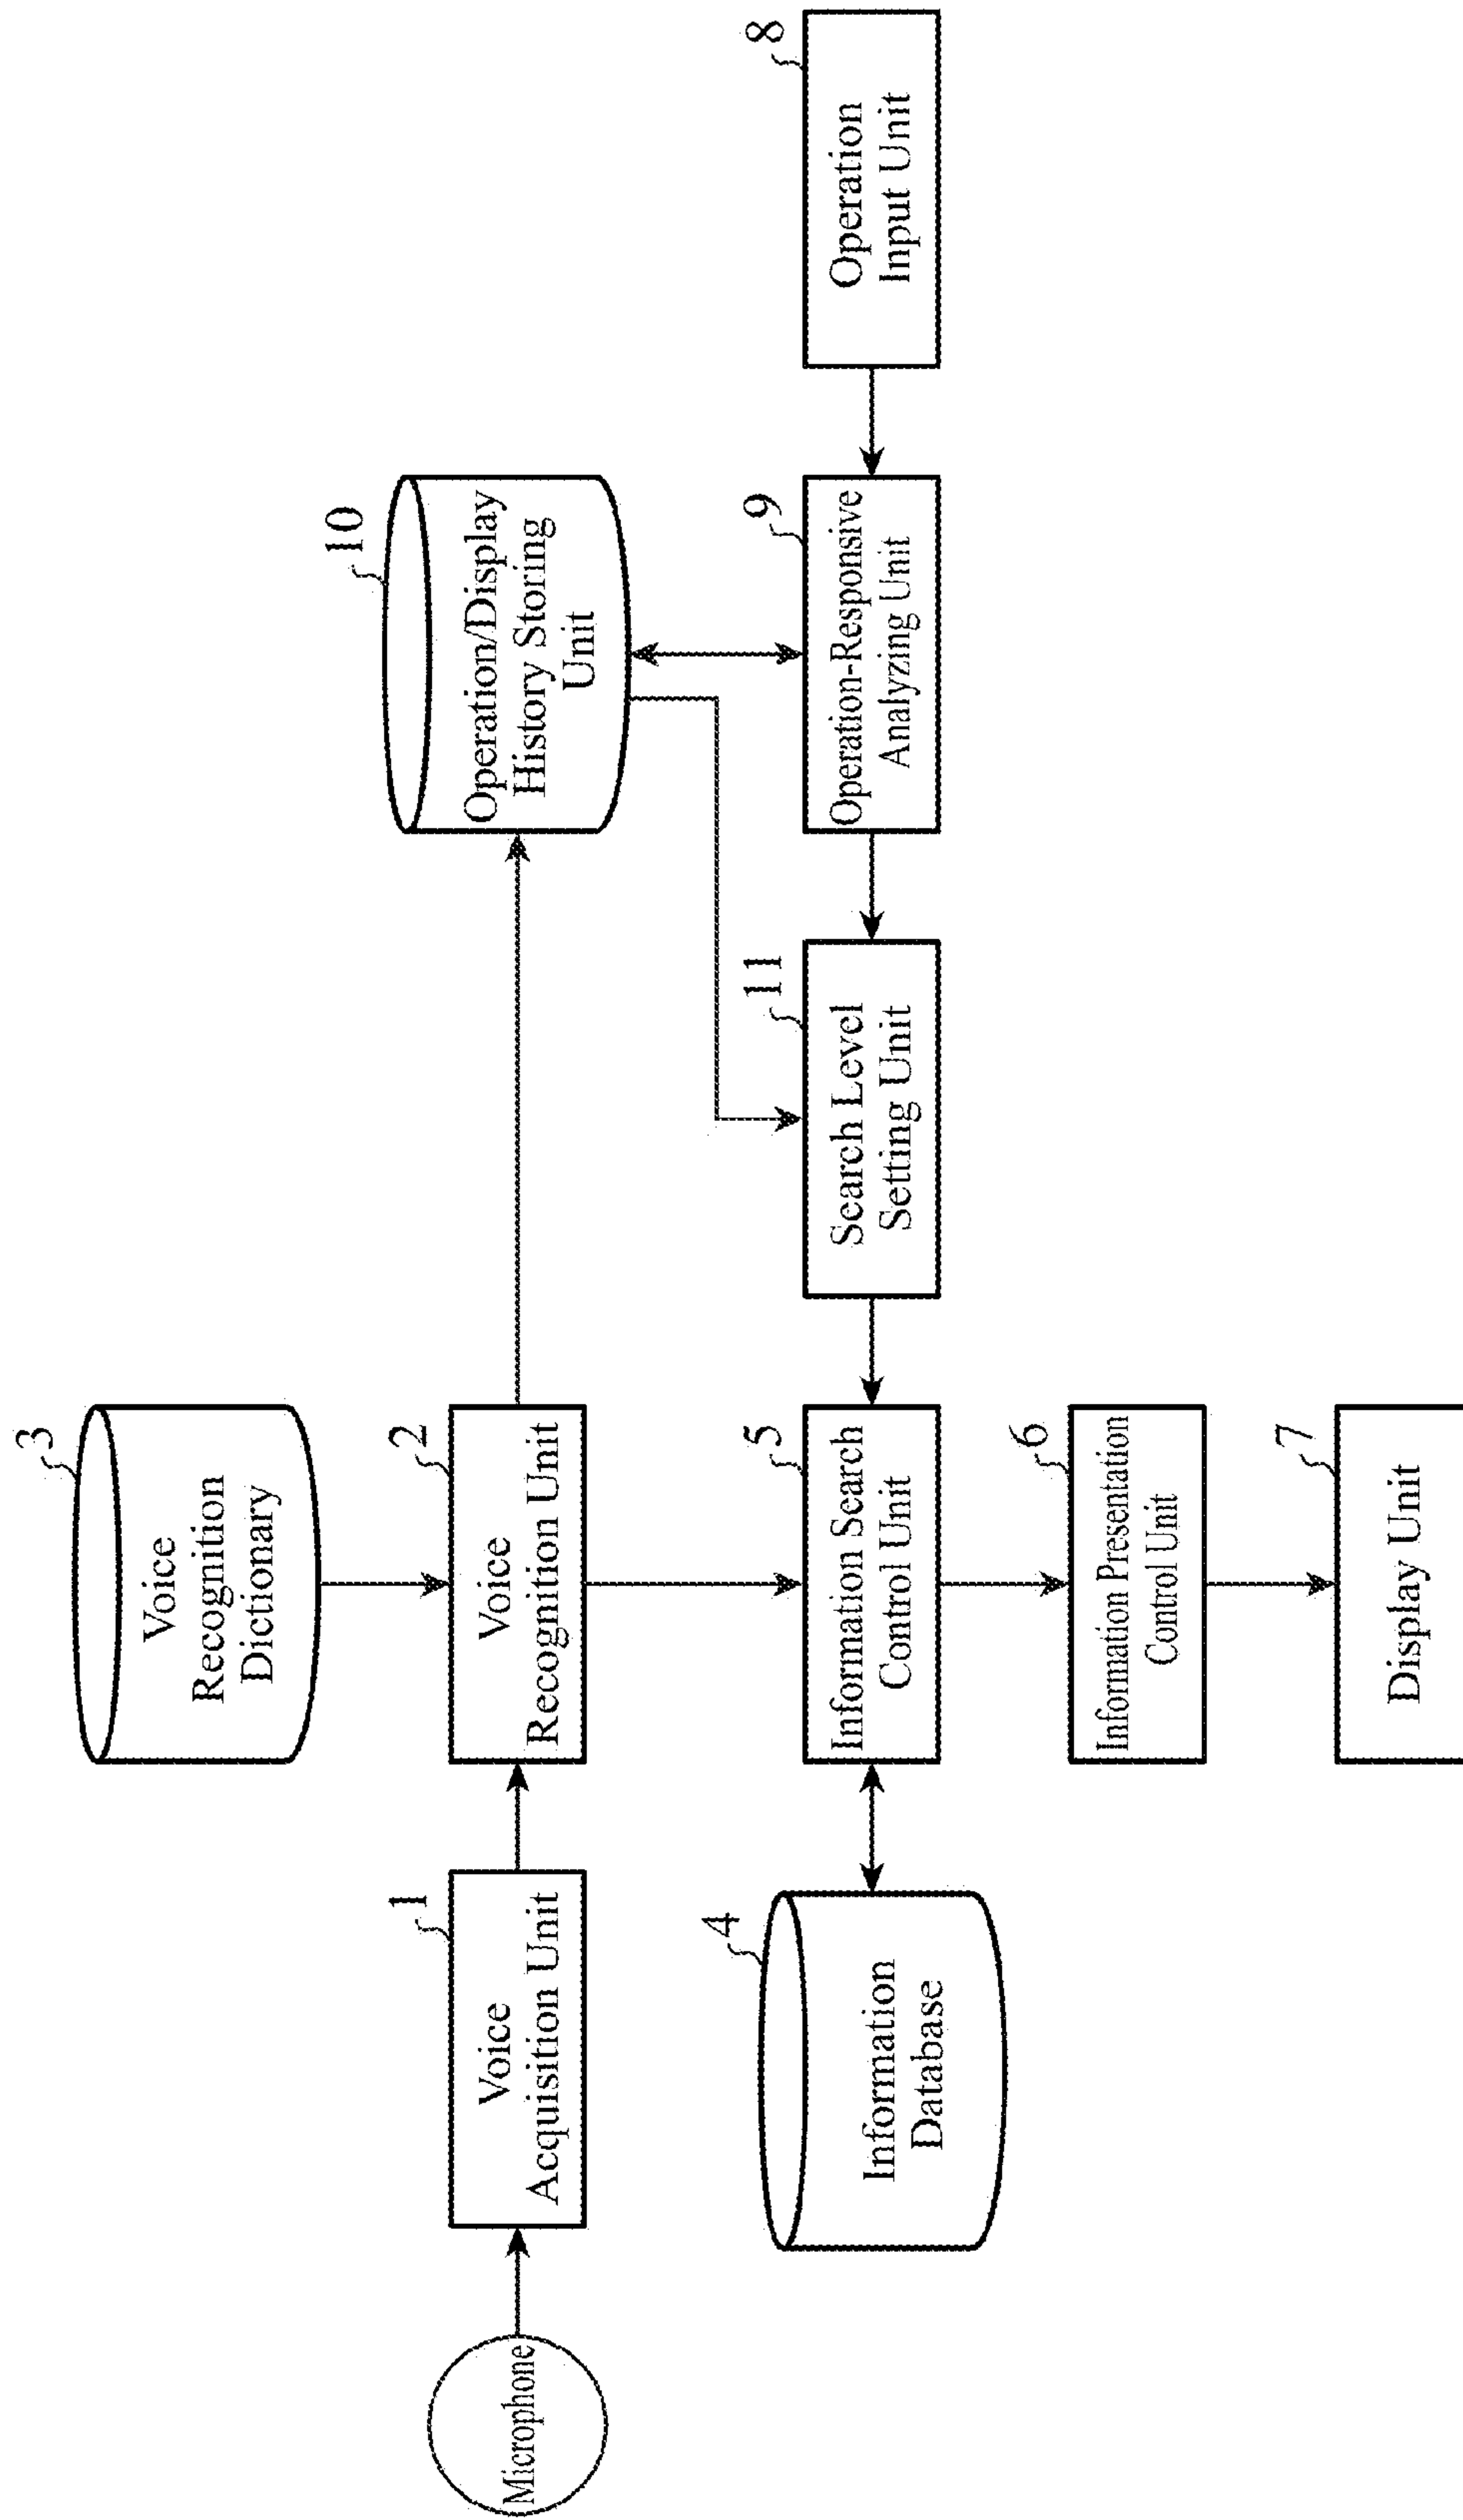 3
Voice
Recognition
Dictionary
10
Operation/Display
History Storing
Unit
Microphone
1
Voice
Acquisition Unit
2
Voice
Recognition Unit
4
Information
Database
5
Information Search
Control Unit
11
Search Level
Setting Unit
9
Operation-Responsive
Analyzing Unit
8
Operation
Input Unit
6
Information Presentation
Control Unit
7
Display Unit